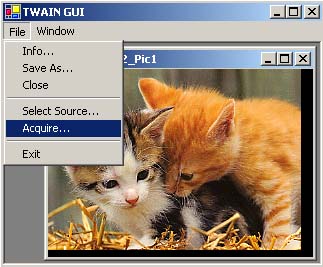 TWAIN GUI
File Window
Info...
Save As...
Close
Select Source...
Acquire...
Exit
2_Pic1